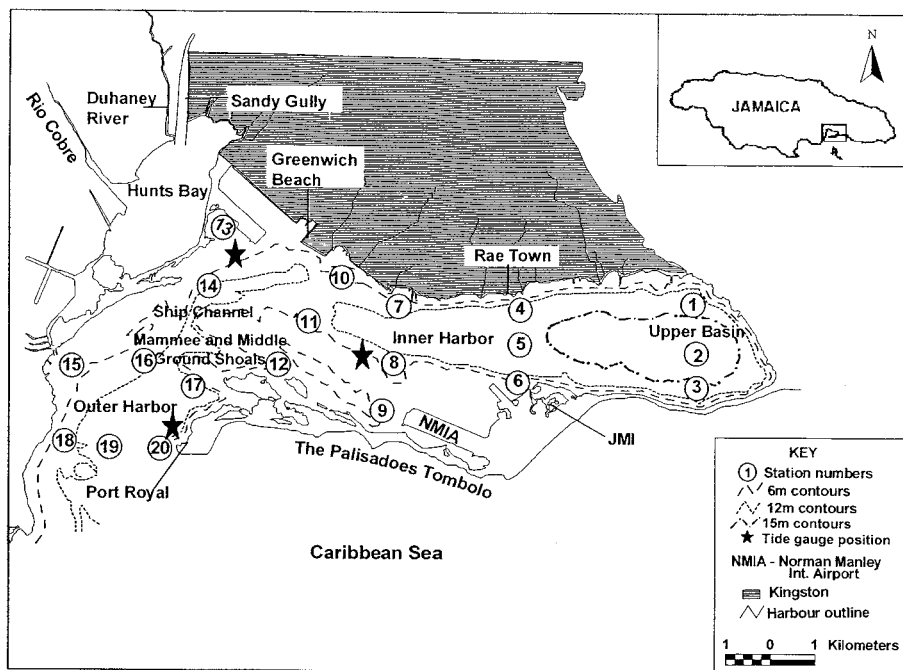 N
JAMAICA
Duhaney
River
Sandy Gully
Rio Cobre
Greenwich
Beach
Hunts Bay
13
Rae Town
10
14
7
4
1
Ship Channel
11
Inner Harbor
5
Upper Basin
2
Mammee and Middle
Ground Shoals
15
16
12
8
17
6
3
Outer Harbor
9
NMIA
JMI
18
19
20
The Palisadoes Tombolo
Port Royal
Caribbean Sea
KEY
1 Station numbers
6m contours
12m contours
15m contours
Tide gauge position
NMIA - Norman Manley
Int. Airport
Kingston
Harbour outline
1 0 1 Kilometers